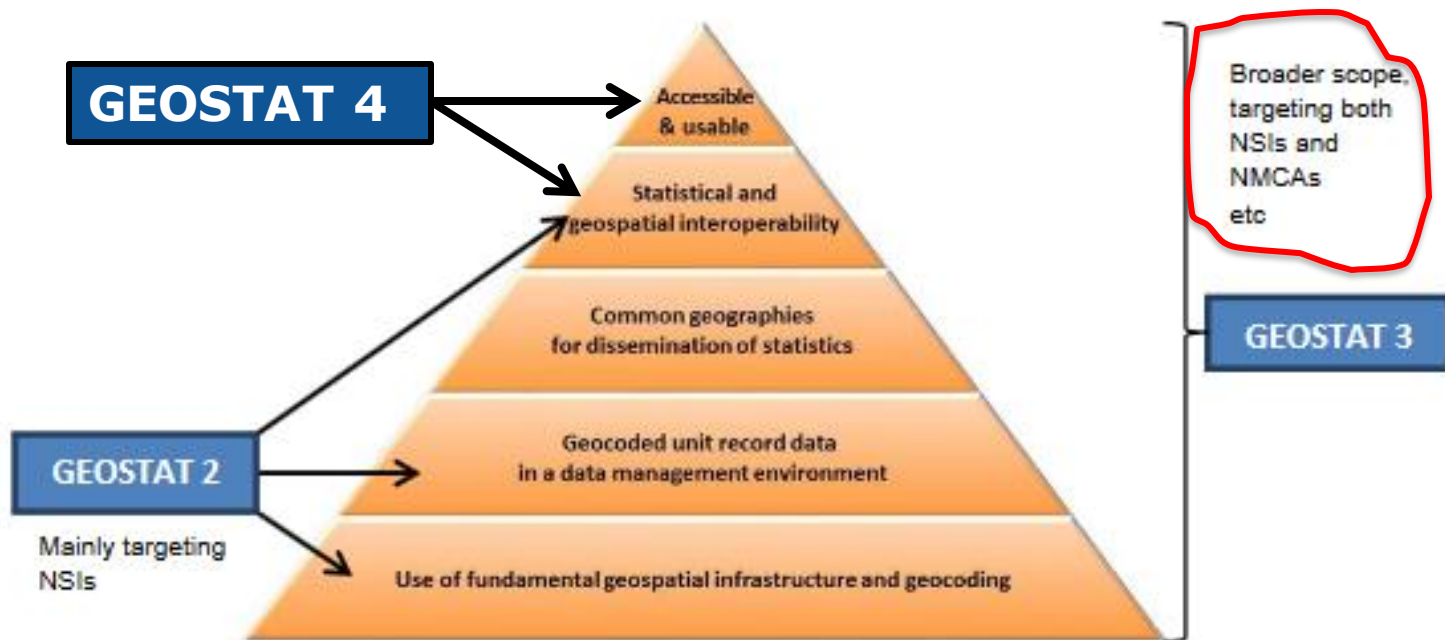 GEOSTAT 4
Accessible
& usable
Statistical and
geospatial interoperability
Common geographies
for dissemination of statistics
Geocoded unit record data
in a data management environment
Use of fundamental geospatial infrastructure and geocoding
GEOSTAT 2
Mainly targeting
NSIs
Broader scope,
targeting both
NSIs and
NMCAs
etc
GEOSTAT 3